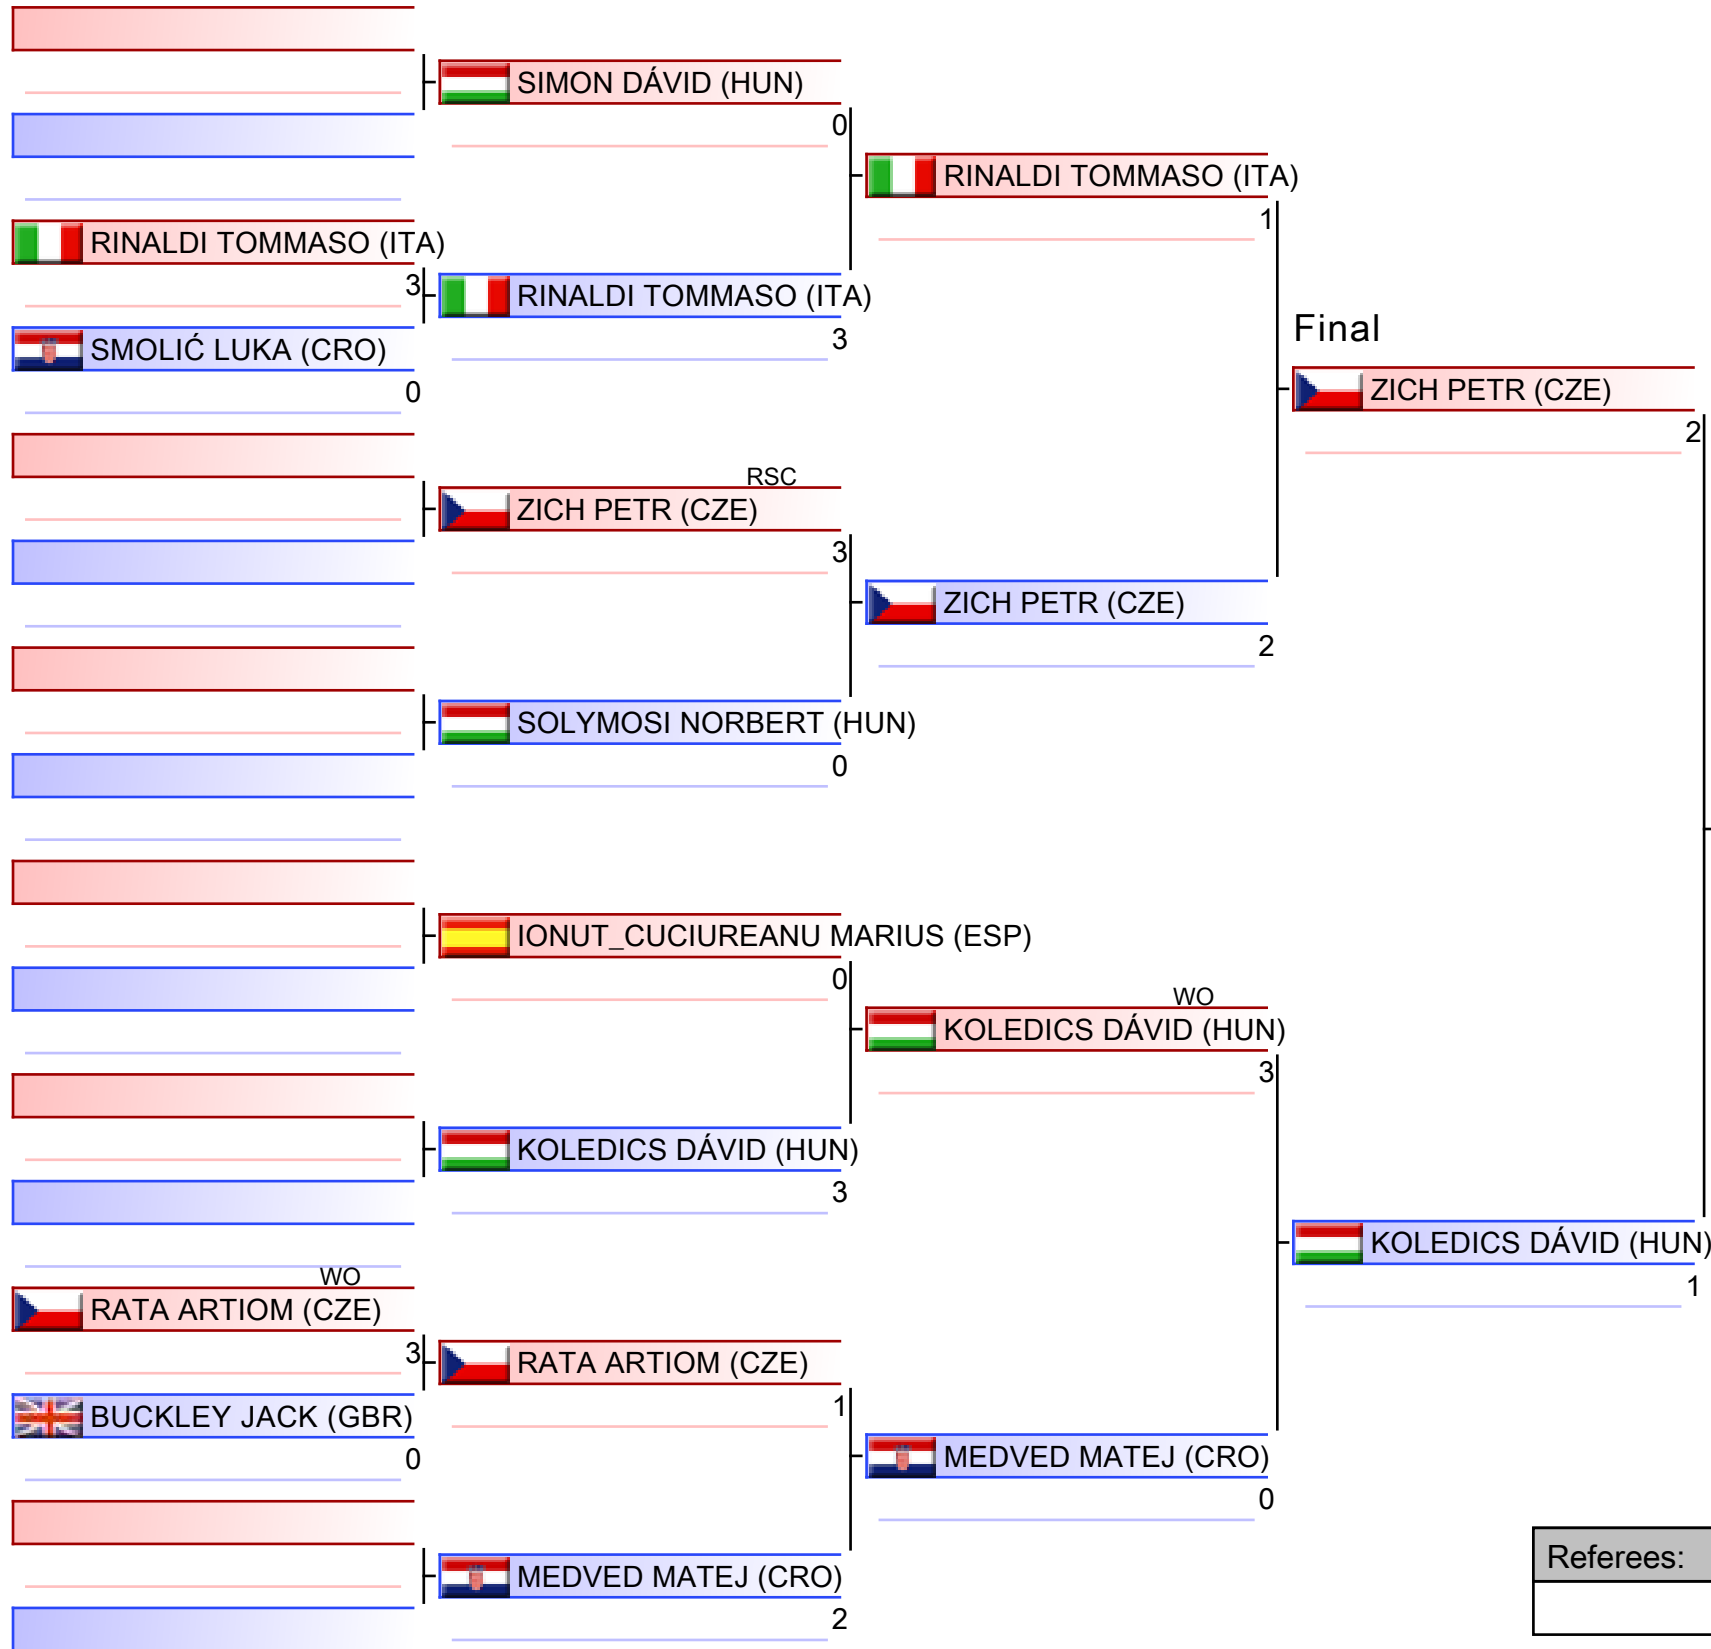 SIMON DÁVID (HUN)
0
RINALDI TOMMASO (ITA)
1
RINALDI TOMMASO (ITA)
3
RINALDI TOMMASO (ITA)
3
SMOLIĆ LUKA (CRO)
0
Final
ZICH PETR (CZE)
2
RSC
ZICH PETR (CZE)
3
ZICH PETR (CZE)
2
SOLYMOSI NORBERT (HUN)
0
IONUT_CUCIUREANU MARIUS (ESP)
0
WO
KOLEDICS DÁVID (HUN)
3
KOLEDICS DÁVID (HUN)
3
KOLEDICS DÁVID (HUN)
1
WO
RATA ARTIOM (CZE)
3
RATA ARTIOM (CZE)
1
BUCKLEY JACK (GBR)
0
MEDVED MATEJ (CRO)
0
MEDVED MATEJ (CRO)
2
Referees: